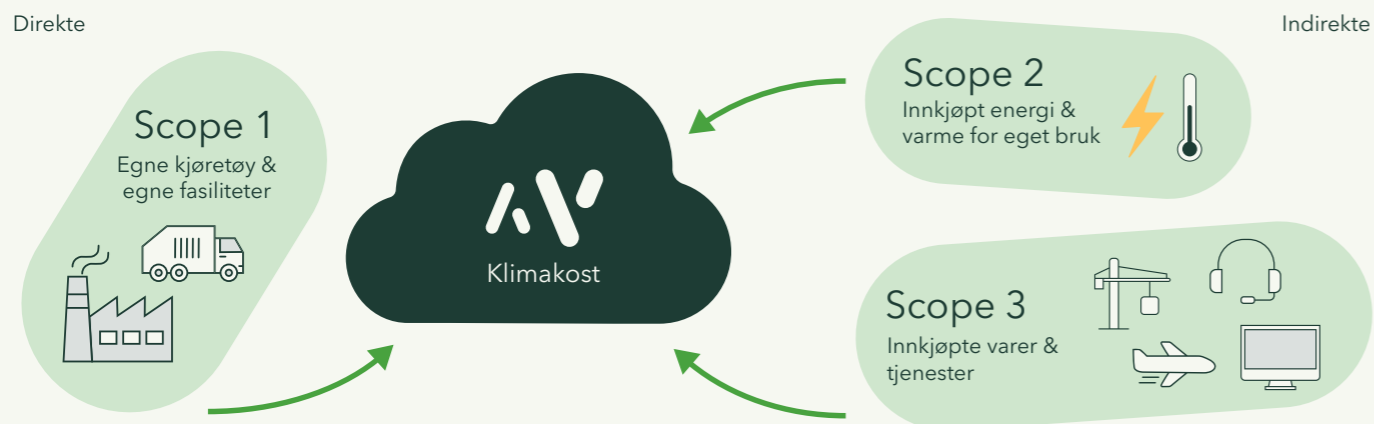 Direkte
Indirekte
Scope 1
Egne kjøretøy &
egne fasiliteter
Klimakost
Scope 2
Innkjøpt energi &
varme for eget bruk
Scope 3
Innkjøpte varer &
tjenester